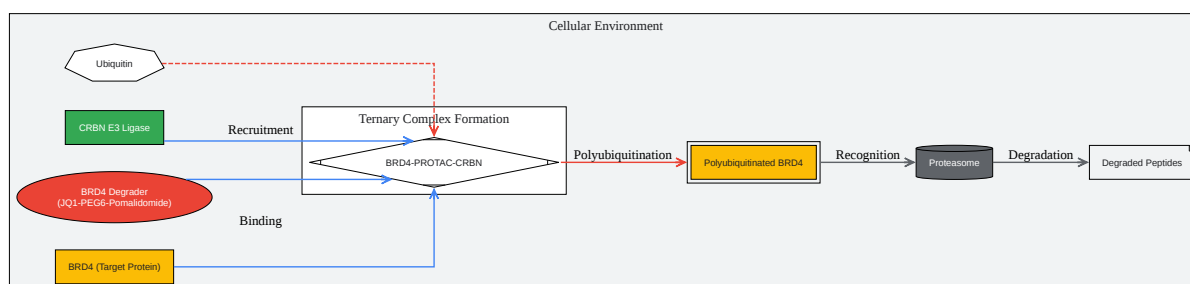 Cellular Environment
Ubiquitin
CRBN E3 Ligase
Recruitment
Ternary Complex Formation
BRD4-PROTAC-CRBN
Polyubiquitination
Polyubiquitinated BRD4
Recognition
Proteasome
Degradation
Degraded Peptides
BRD4 Degrader
(JQ1-PEG6-Pomalidomide)
Binding
BRD4 (Target Protein)